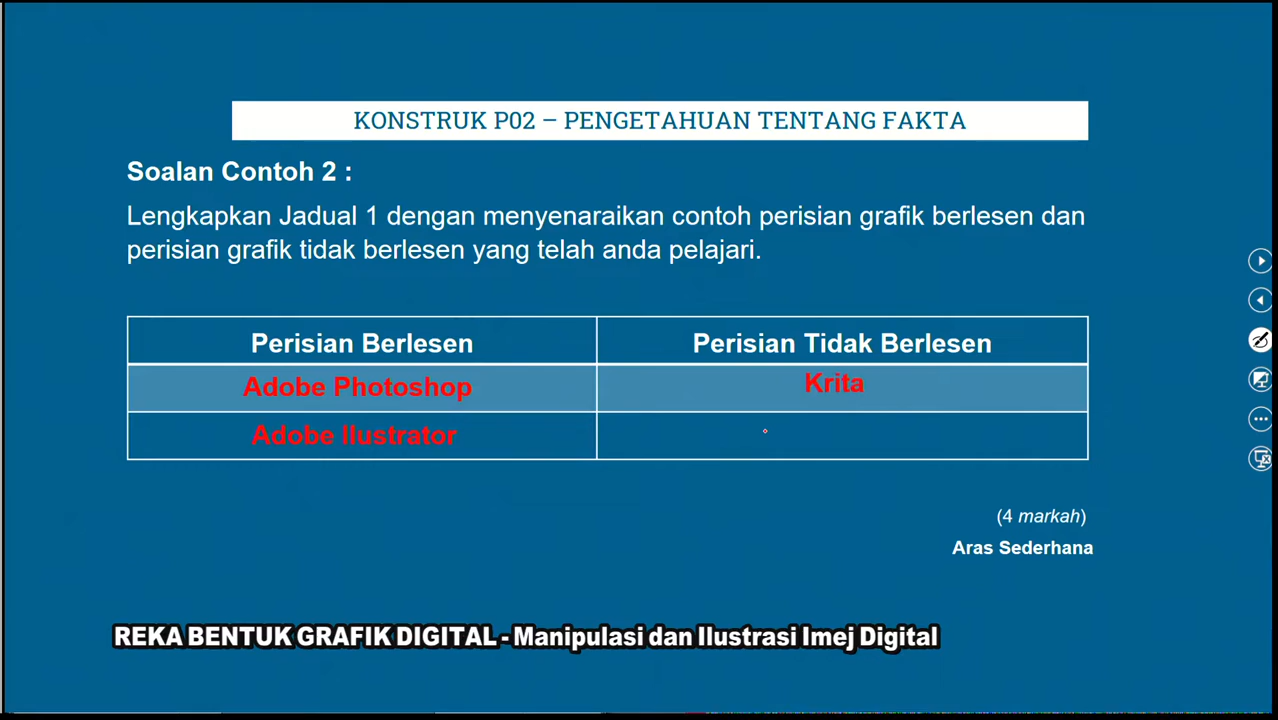 KONSTRUK P02 – PENGETAHUAN TENTANG FAKTA
Soalan Contoh 2 :
Lengkapkan Jadual 1 dengan menyenaraikan contoh perisian grafik berlesen dan
perisian grafik tidak berlesen yang telah anda pelajari.
Perisian Berlesen
Perisian Tidak Berlesen
Adobe Photoshop
Krita
Adobe Ilustrator
(4 markah)
Aras Sederhana
REKA BENTUK GRAFIK DIGITAL - Manipulasi dan Ilustrasi Imej Digital